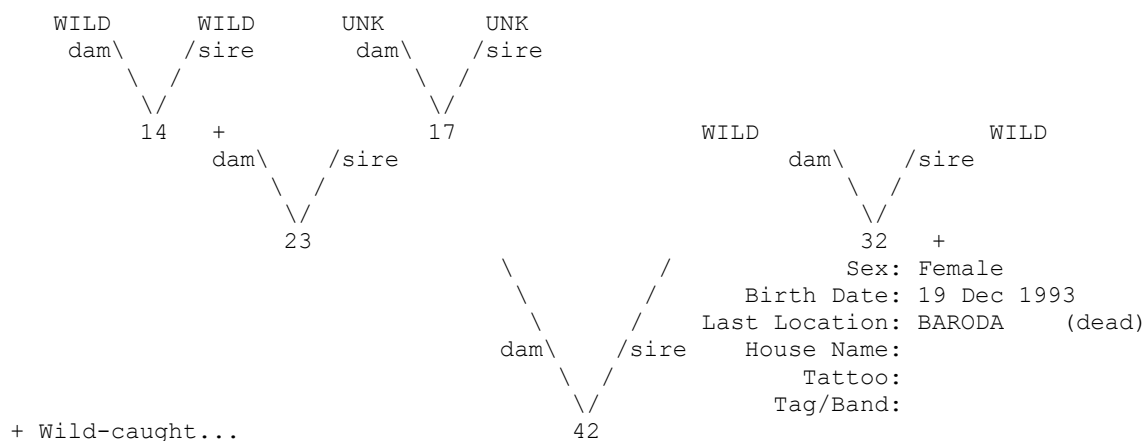 WILD WILD UNK UNK
dam\ /sire dam\ /sire
\ / \ /
\/ \/
14 + 17 WILD WILD
dam\ /sire dam\ /sire
\ / \ /
\/ \/
23 32 +
\ / Sex: Female
\ / Birth Date: 19 Dec 1993
\ / Last Location: BARODA (dead)
dam\ /sire House Name:
\ / Tattoo:
\/ Tag/Band:
+ Wild-caught... 42